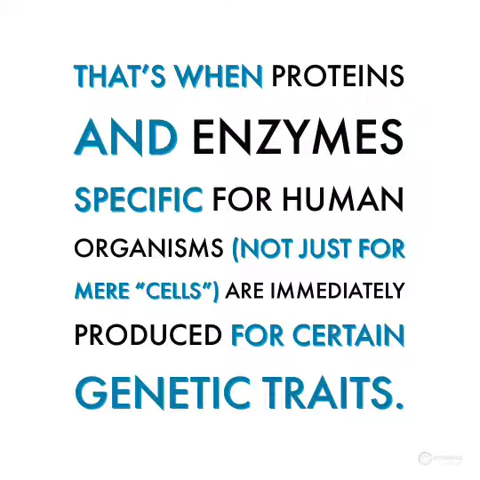 THAT'S WHEN PROTEINS
AND ENZYMES
SPECIFIC FOR HUMAN
ORGANISMS (NOT JUST FOR
MERE “CELLS”) ARE IMMEDIATELY
PRODUCED FOR CERTAIN
GENETIC TRAITS.